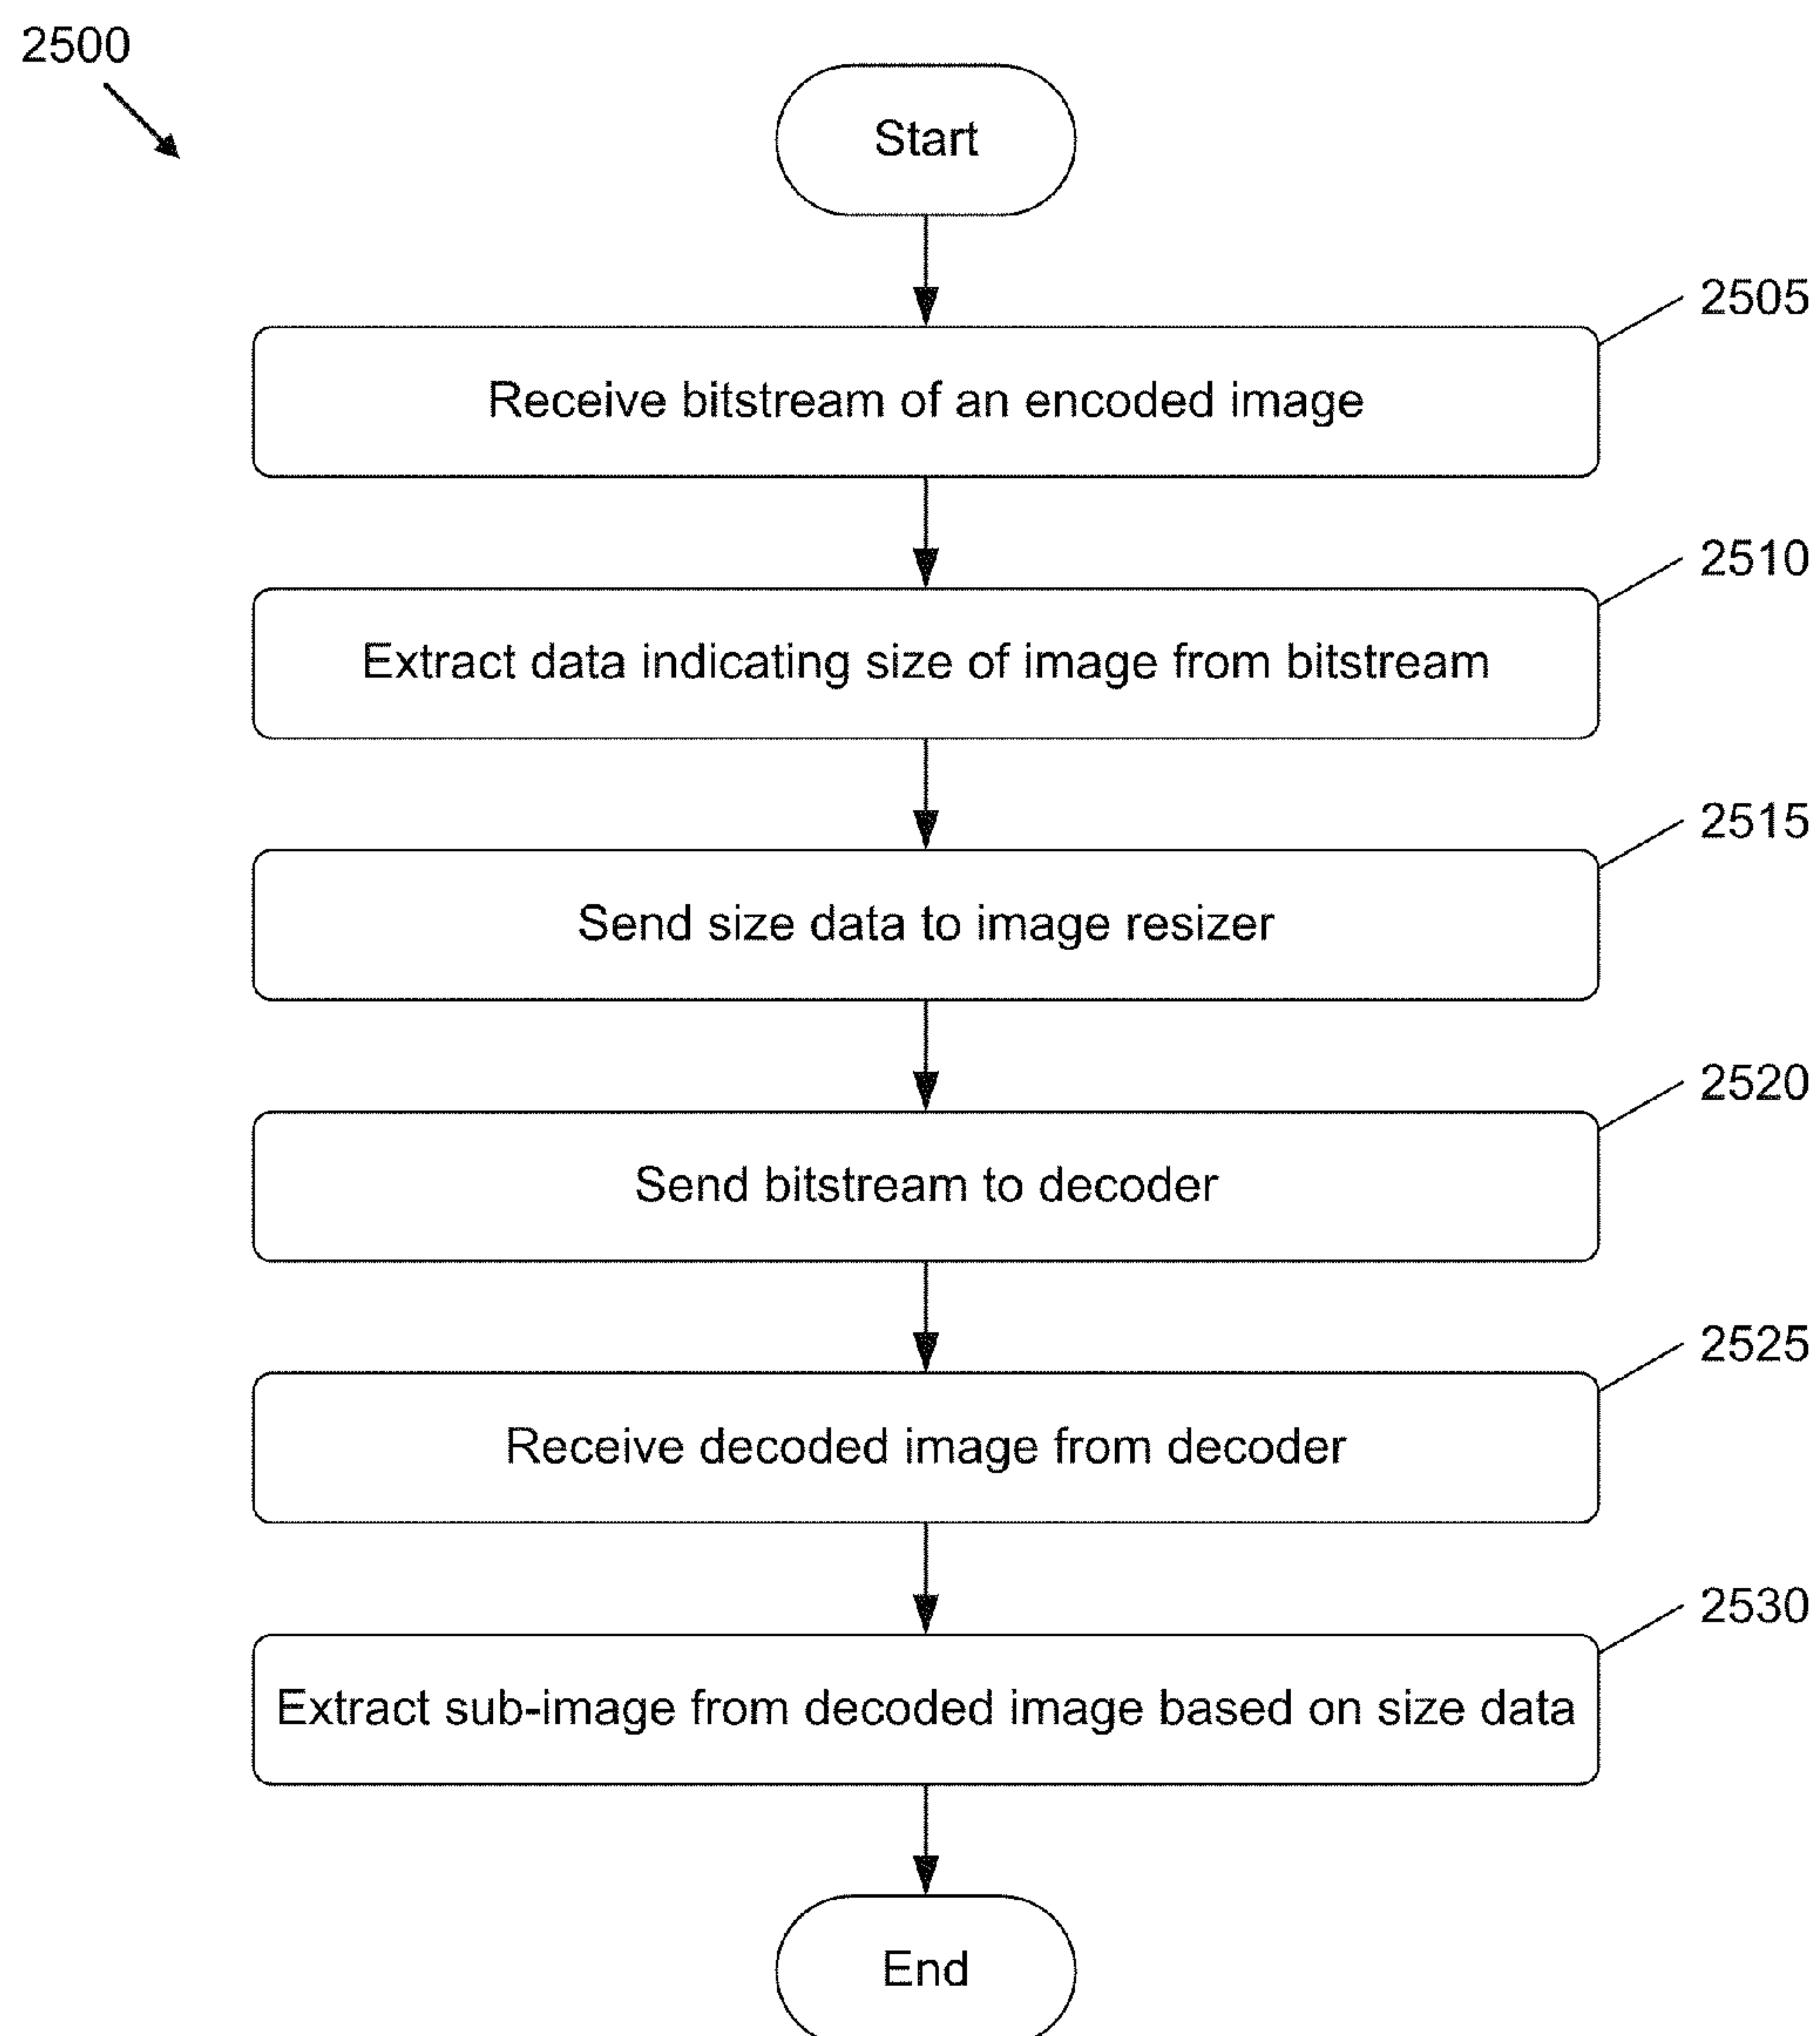 2500
Start
2505
Receive bitstream of an encoded image
2510
Extract data indicating size of image from bitstream
2515
Send size data to image resizer
2520
Send bitstream to decoder
2525
Receive decoded image from decoder
2530
Extract sub-image from decoded image based on size data
End